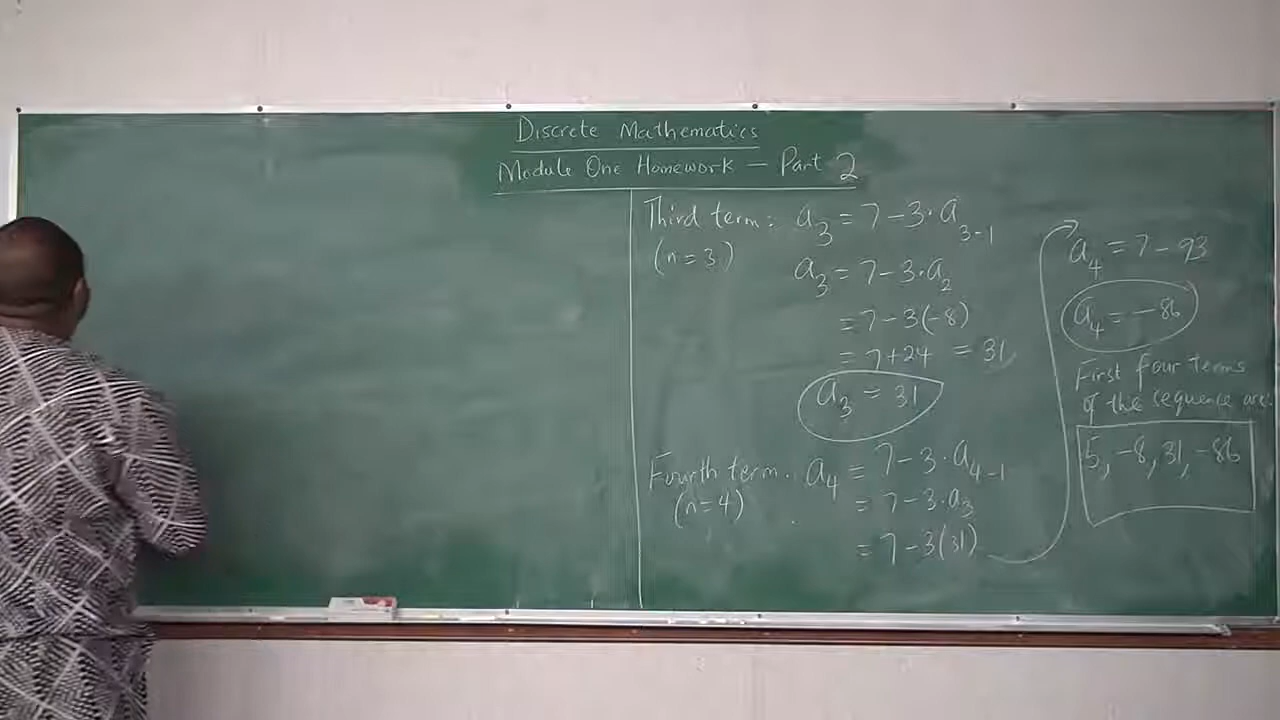 Discrete Mathematics
Module One Homework — Part 2
Third term: a₃ = 7 - 3·a₃₋₁
(n=3)
a₃ = 7 - 3·a₂
= 7 - 3(-8)
= 7 + 24 = 31
a₃ = 31
Fourth term. a₄ = 7 - 3·a₄₋₁
(n=4)
= 7 - 3·a₃
= 7 - 3(31)
a₄ = 7 - 93
a₄ = -86
First four terms
of the sequence are:
5, -8, 31, -86